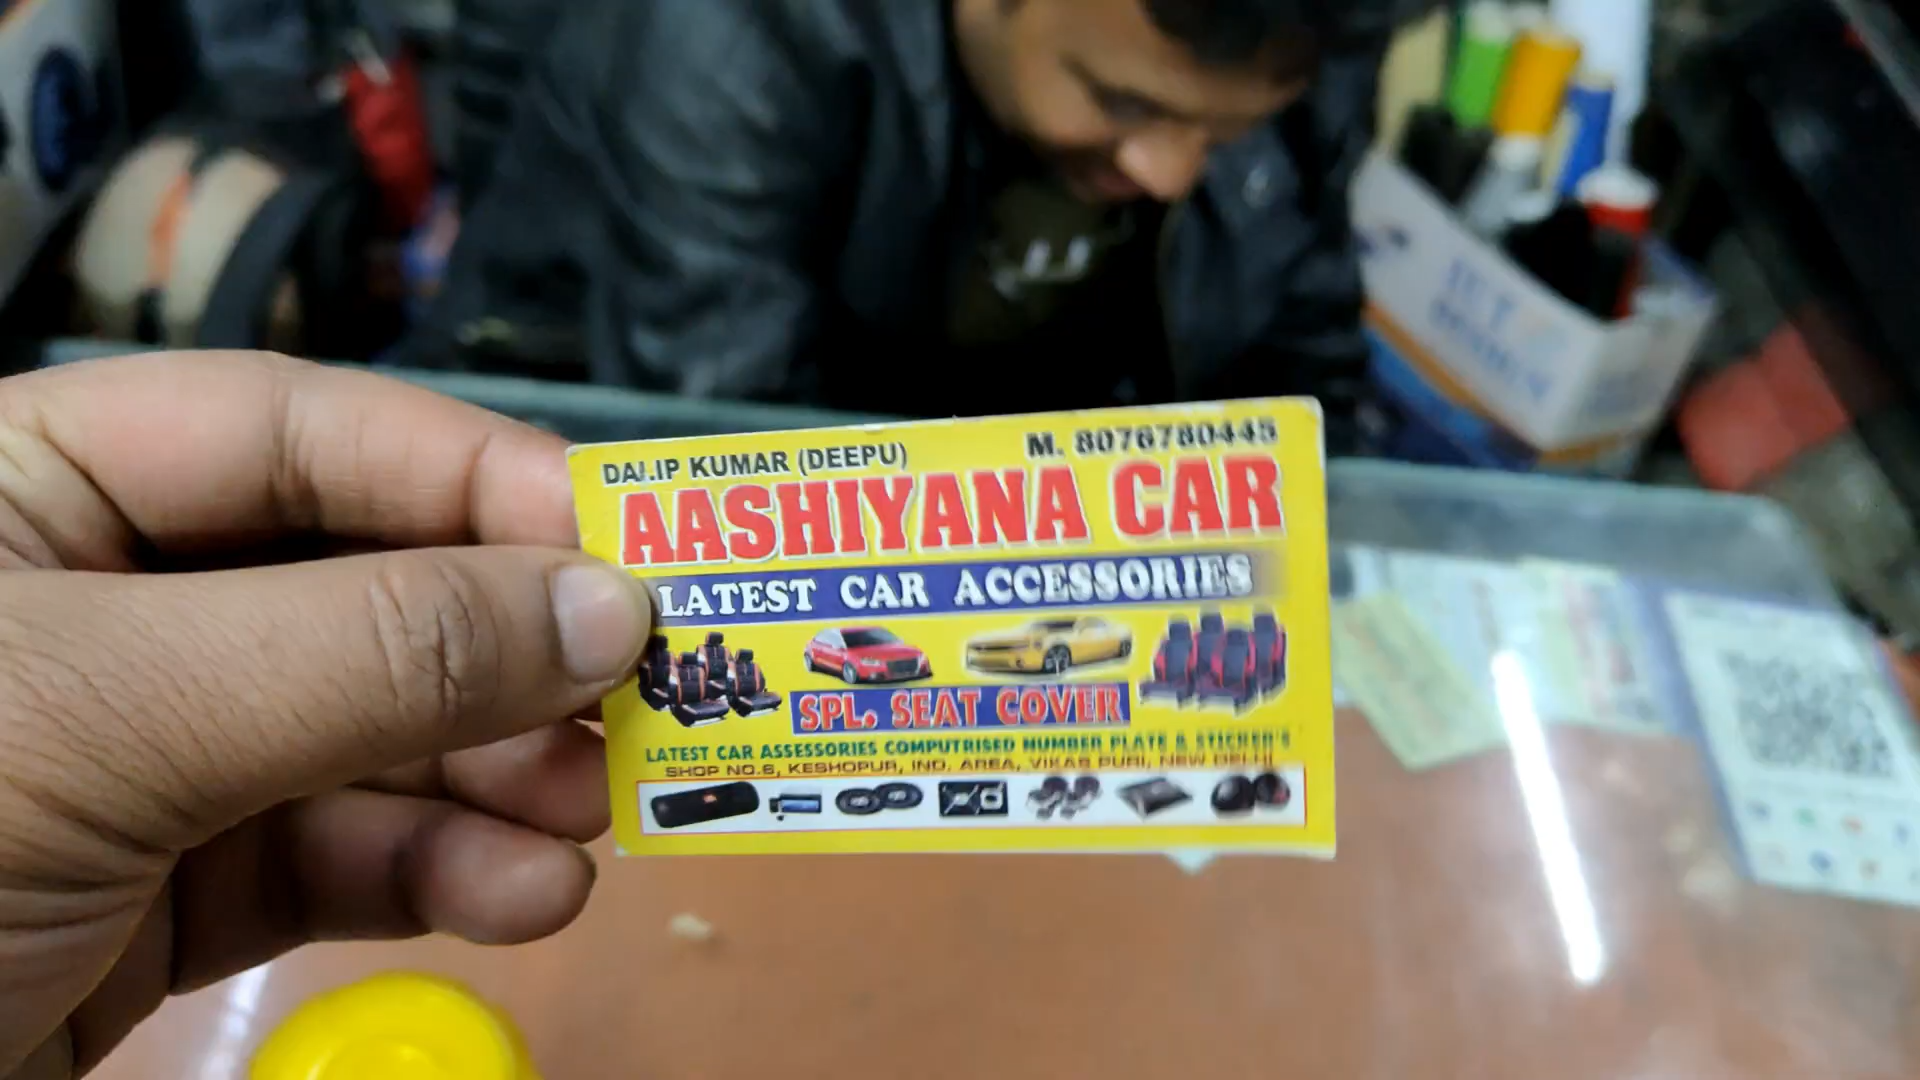 DALIP KUMAR (DEEPU)
M. 8076780445
AASHIYANA CAR
LATEST CAR ACCESSORIES
SPL. SEAT COVER
LATEST CAR ASSESSORIES COMPUTRISED NUMBER PLATE & STICKER'S
SHOP NO.6, KESHOPUR, IND. AREA, VIKAS PURI, NEW DELHI